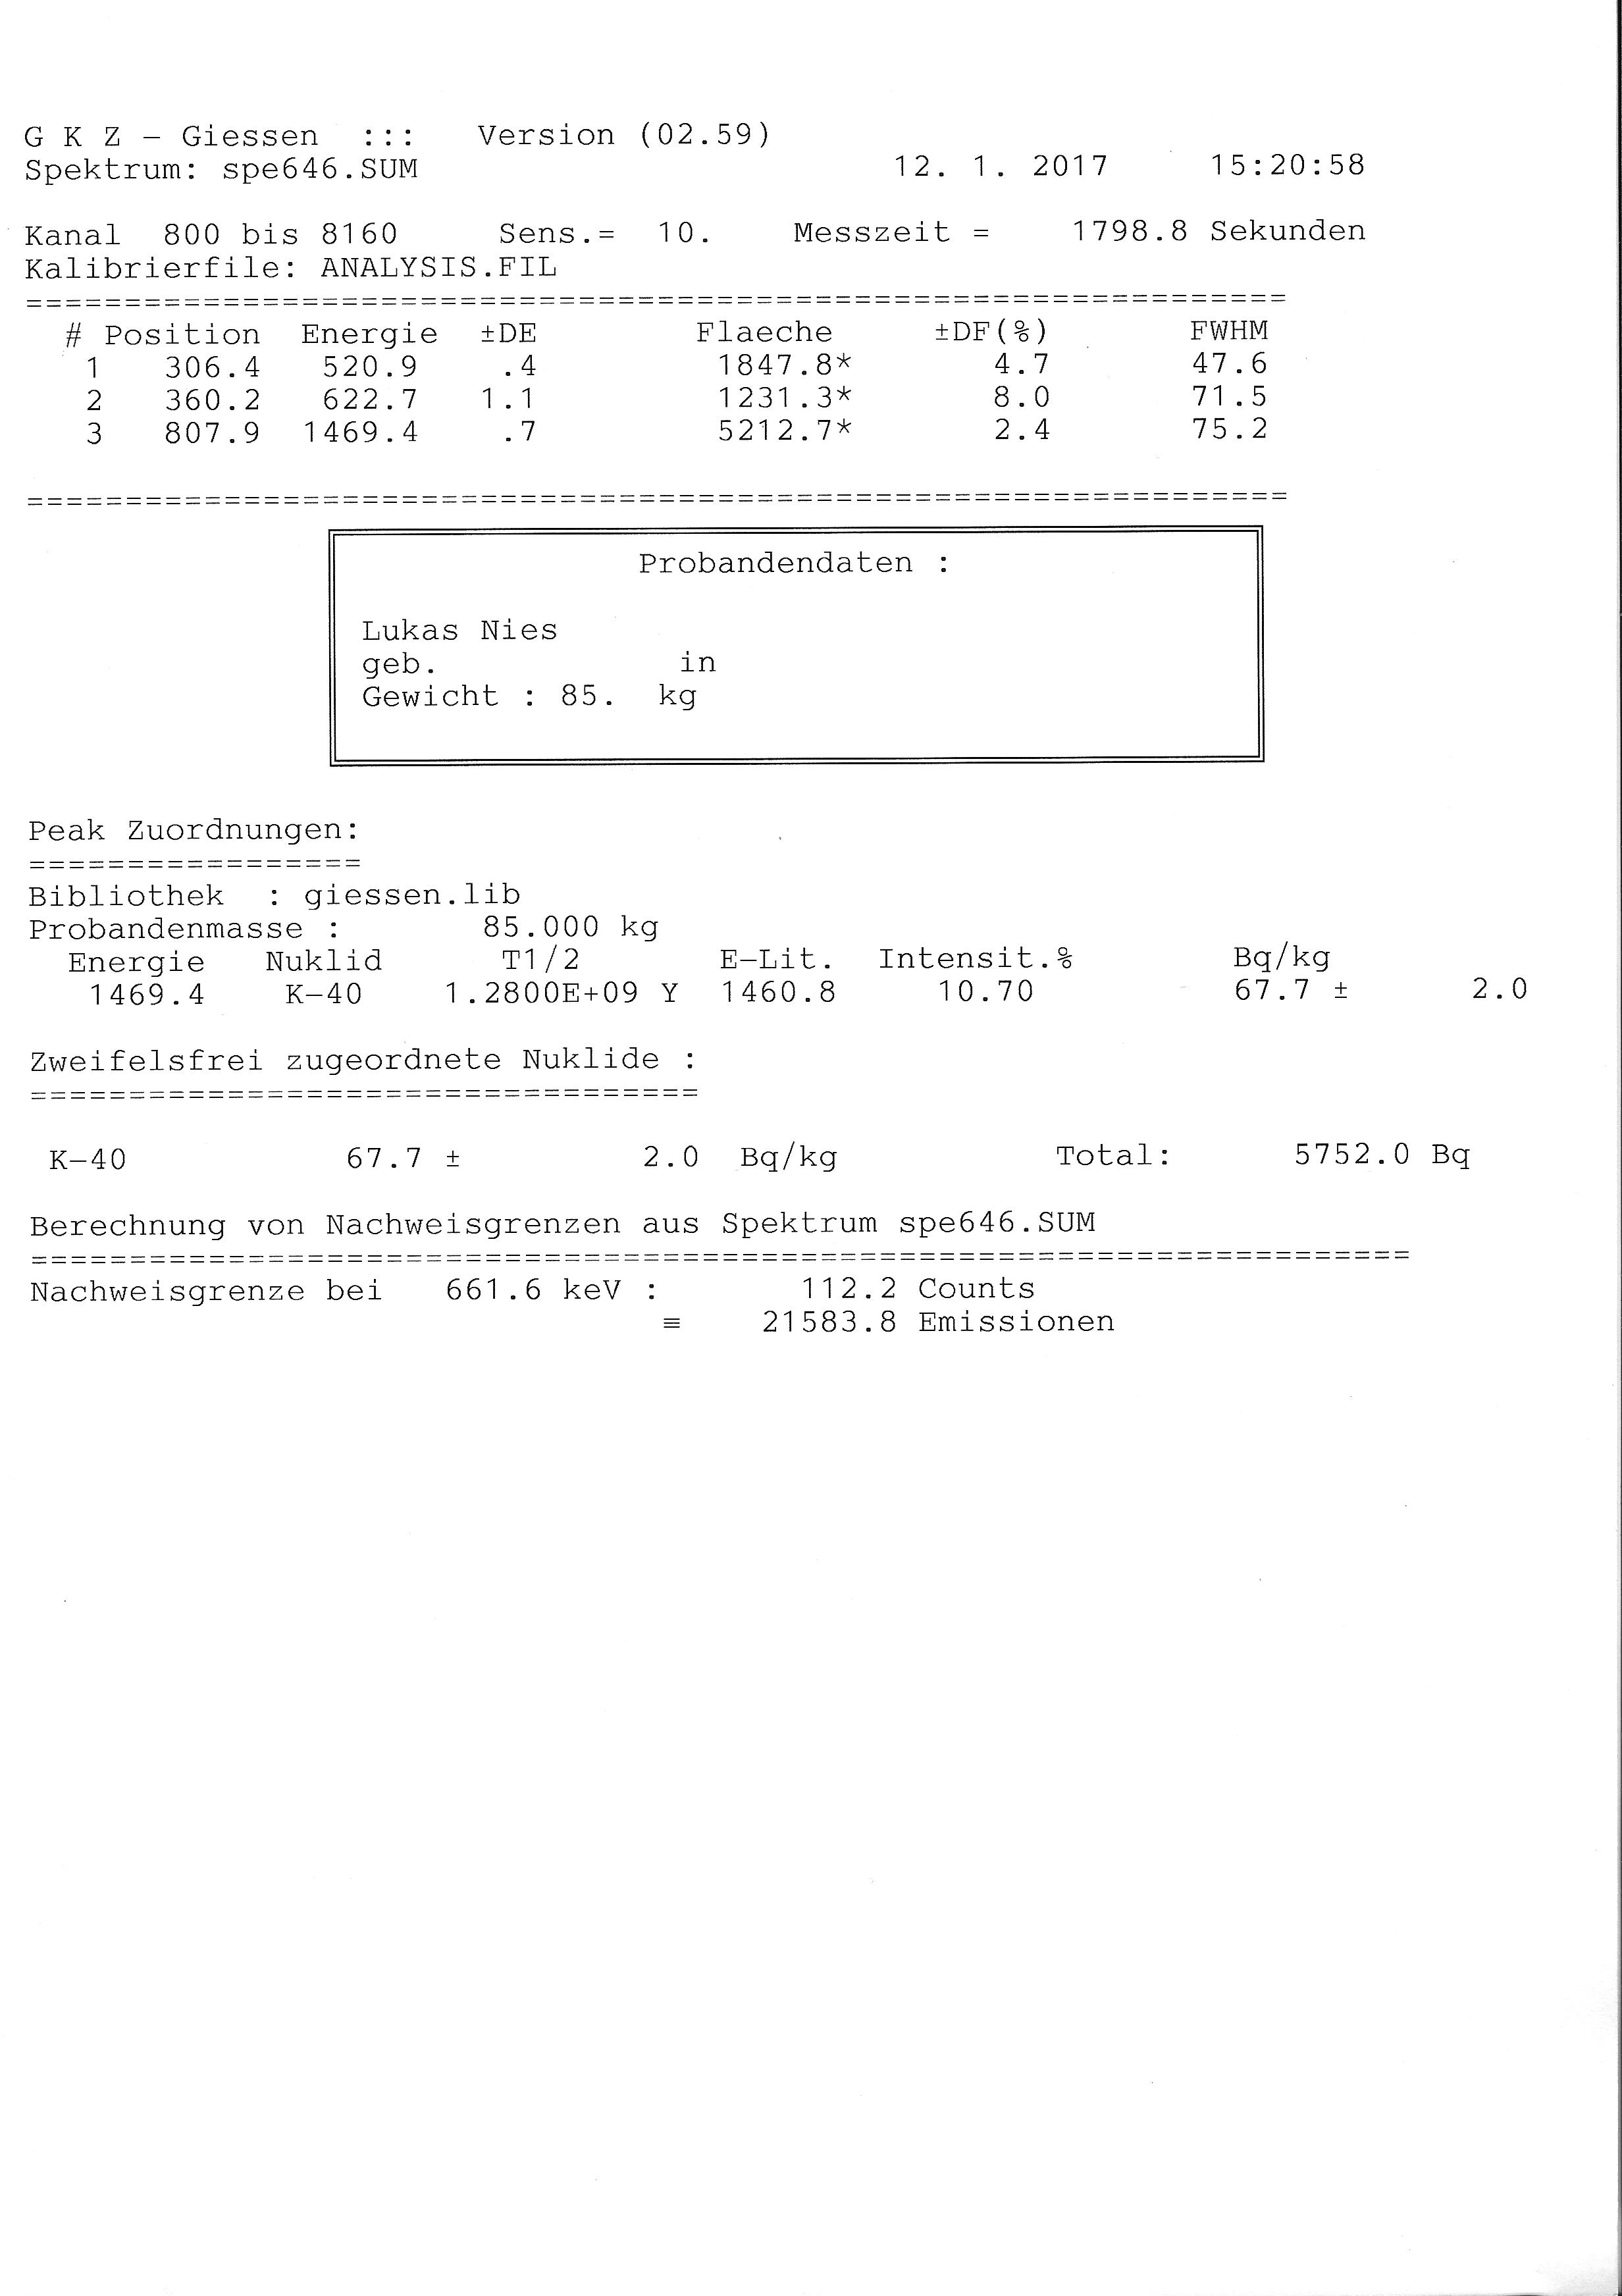 G K Z – Giessen ::: Version (02.59)
Spektrum: spe646.SUM 12. 1. 2017 15:20:58
Kanal 800 bis 8160 Sens.= 10. Messzeit = 1798.8 Sekunden
Kalibrierfile: ANALYSIS.FIL
================================================================
# Position Energie ±DE Flaeche ±DF(%) FWHM
1 306.4 520.9 .4 1847.8* 4.7 47.6
2 360.2 622.7 1.1 1231.3* 8.0 71.5
3 807.9 1469.4 .7 5212.7* 2.4 75.2
================================================================
Probandendaten :
Lukas Nies
geb. in
Gewicht : 85. kg
Peak Zuordnungen:
=================
Bibliothek : giessen.lib
Probandenmasse : 85.000 kg
Energie Nuklid T1/2 E–Lit. Intensit.% Bq/kg
1469.4 K–40 1.2800E+09 Y 1460.8 10.70 67.7 ± 2.0
Zweifelsfrei zugeordnete Nuklide :
==================================
K–40 67.7 ± 2.0 Bq/kg Total: 5752.0 Bq
Berechnung von Nachweisgrenzen aus Spektrum spe646.SUM
======================================================================
Nachweisgrenze bei 661.6 keV : 112.2 Counts
≡ 21583.8 Emissionen